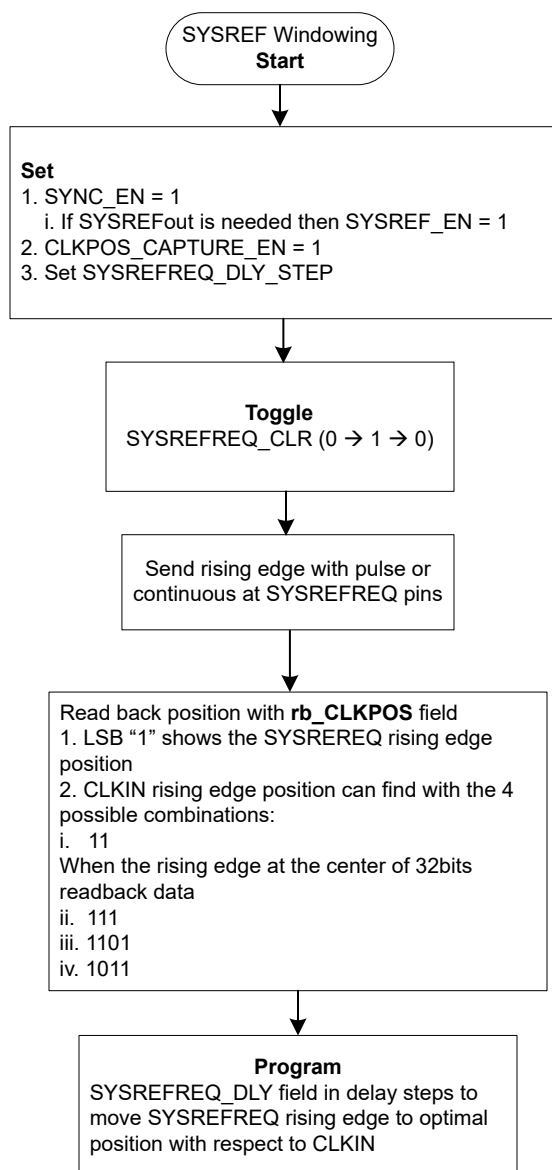 SYSREF Windowing
Start
Set
1. SYNC_EN = 1
i. If SYSREFout is needed then SYSREF_EN = 1
2. CLKPOS_CAPTURE_EN = 1
3. Set SYSREFREQ_DLY_STEP
Toggle
SYSREFREQ_CLR (0 → 1 → 0)
Send rising edge with pulse or
continuous at SYSREFREQ pins
Read back position with rb_CLKPOS field
1. LSB “1” shows the SYSREREQ rising edge
position
2. CLKIN rising edge position can find with the 4
possible combinations:
i. 11
When the rising edge at the center of 32bits
readback data
ii. 111
iii. 1101
iv. 1011
Program
SYSREFREQ_DLY field in delay steps to
move SYSREFREQ rising edge to optimal
position with respect to CLKIN